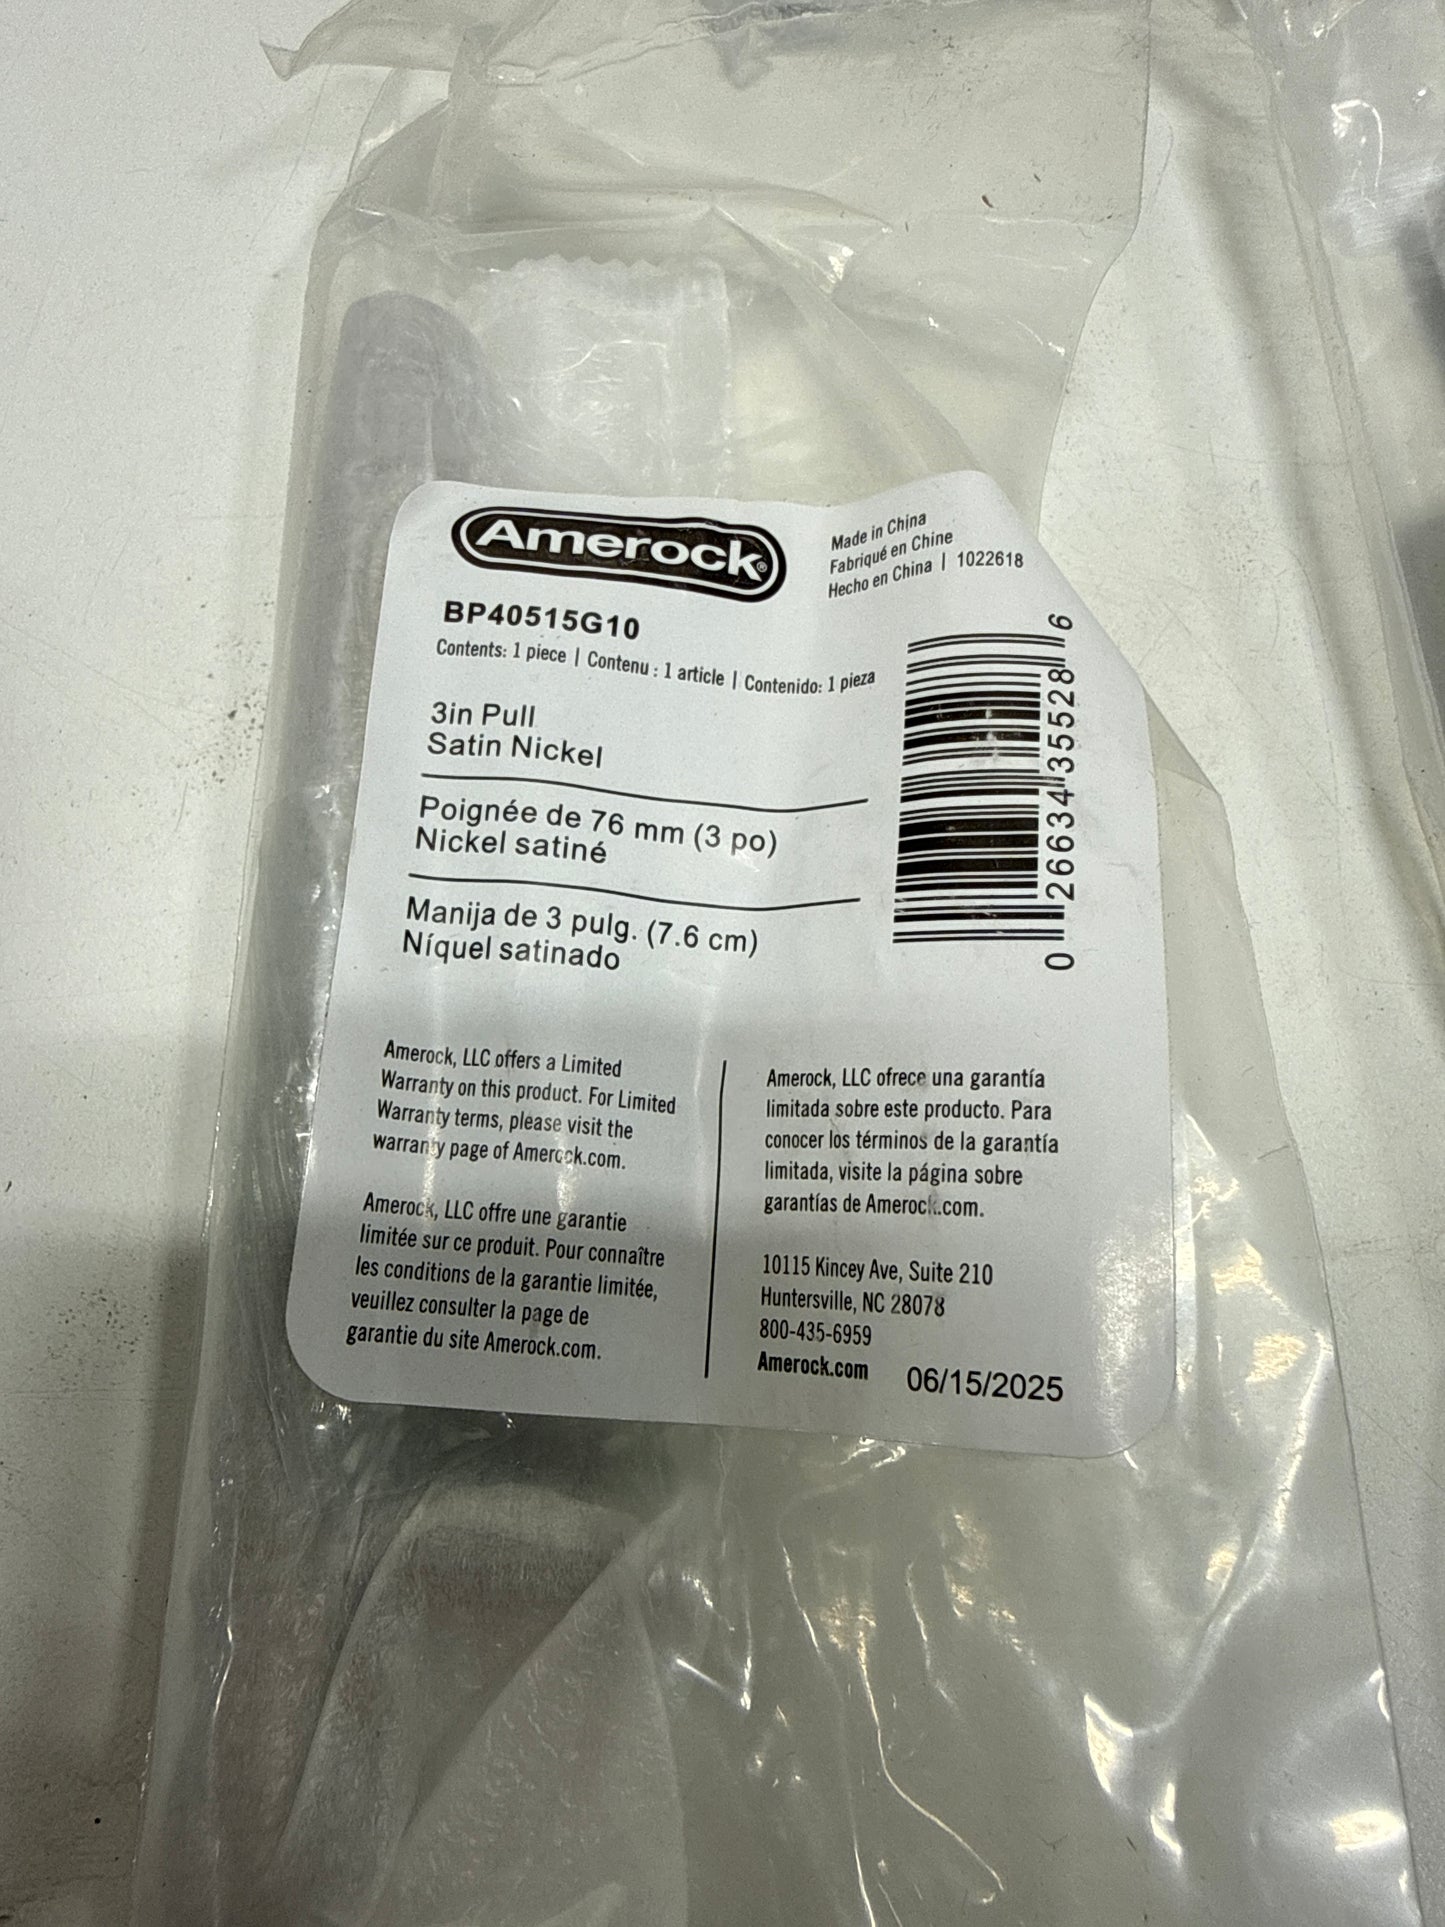 Amerock®
Made in China
Fabriqué en Chine
Hecho en China | 1022618
BP40515G10
Contents: 1 piece | Contenu : 1 article | Contenido: 1 pieza
3in Pull
Satin Nickel
Poignée de 76 mm (3 po)
Nickel satiné
Manija de 3 pulg. (7.6 cm)
Níquel satinado
0 26634 35528 6
Amerock, LLC offers a Limited
Warranty on this product. For Limited
Warranty terms, please visit the
warranty page of Amerock.com.
Amerock, LLC offre une garantie
limitée sur ce produit. Pour connaître
les conditions de la garantie limitée,
veuillez consulter la page de
garantie du site Amerock.com.
Amerock, LLC ofrece una garantía
limitada sobre este producto. Para
conocer los términos de la garantía
limitada, visite la página sobre
garantías de Amerock.com.
10115 Kincey Ave, Suite 210
Huntersville, NC 28078
800-435-6959
Amerock.com 06/15/2025